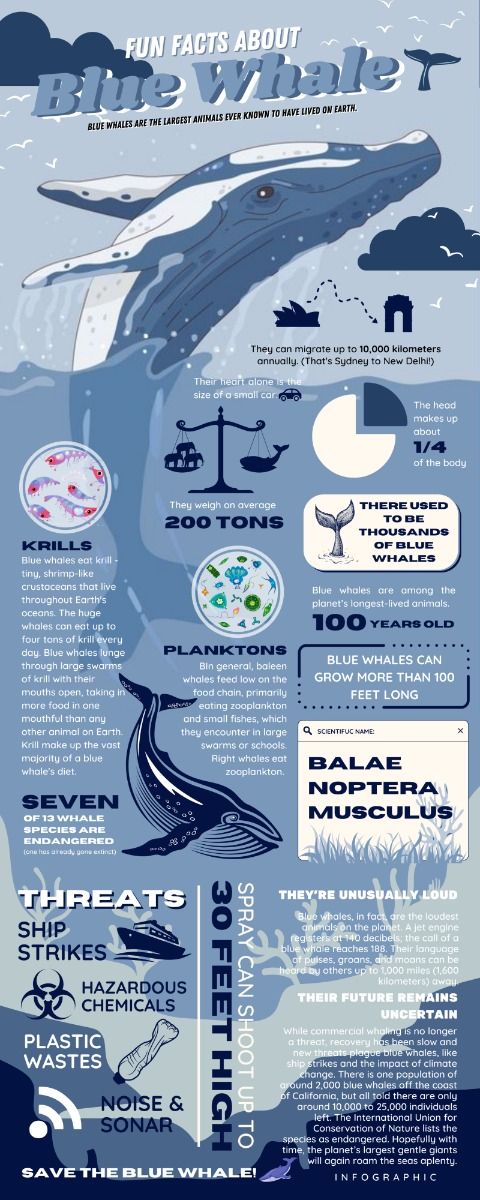 FUN FACTS ABOUT
Blue Whale
BLUE WHALES ARE THE LARGEST ANIMALS EVER KNOWN TO HAVE LIVED ON EARTH.
They can migrate up to 10,000 kilometers
annually. (That's Sydney to New Delhi!)
Their heart alone is the
size of a small car.
The head
makes up
about
1/4
of the body
They weigh on average
200 TONS
THERE USED
TO BE
THOUSANDS
OF BLUE
WHALES
KRILLS
Blue whales eat krill -
tiny, shrimp-like
crustaceans that live
throughout Earth's
oceans. The huge
whales can eat up to
four tons of krill every
day. Blue whales lunge
through large swarms
of krill with their
mouths open, taking in
more food in one
mouthful than any
other animal on Earth.
Krill make up the vast
majority of a blue
whale's diet.
PLANKTONS
BIn general, baleen
whales feed low on the
food chain, primarily
eating zooplankton
and small fishes, which
they encounter in large
swarms or schools.
Right whales eat
zooplankton.
Blue whales are among the
planet's longest-lived animals.
100 YEARS OLD
BLUE WHALES CAN
GROW MORE THAN 100
FEET LONG
SCIENTIFUC NAME:
BALAE
NOPTERA
MUSCULUS
SEVEN
OF 13 WHALE
SPECIES ARE
ENDANGERED
(one has already gone extinct)
THREATS
SHIP
STRIKES
HAZARDOUS
CHEMICALS
PLASTIC
WASTES
NOISE &
SONAR
SPRAY CAN SHOOT UP TO
30 FEET HIGH
THEY'RE UNUSUALLY LOUD
Blue whales, in fact, are the loudest
animals on the planet. A jet engine
registers at 140 decibels; the call of a
blue whale reaches 188. Their language
of pulses, groans, and moans can be
heard by others up to 1,000 miles (1,600
kilometers) away.
THEIR FUTURE REMAINS
UNCERTAIN
While commercial whaling is no longer
a threat, recovery has been slow and
new threats plague blue whales, like
ship strikes and the impact of climate
change. There is one population of
around 2,000 blue whales off the coast
of California, but all told there are only
around 10,000 to 25,000 individuals
left. The International Union for
Conservation of Nature lists the
species as endangered. Hopefully with
time, the planet's largest gentle giants
will again roam the seas aplenty.
SAVE THE BLUE WHALE!
INFOGRAPHIC